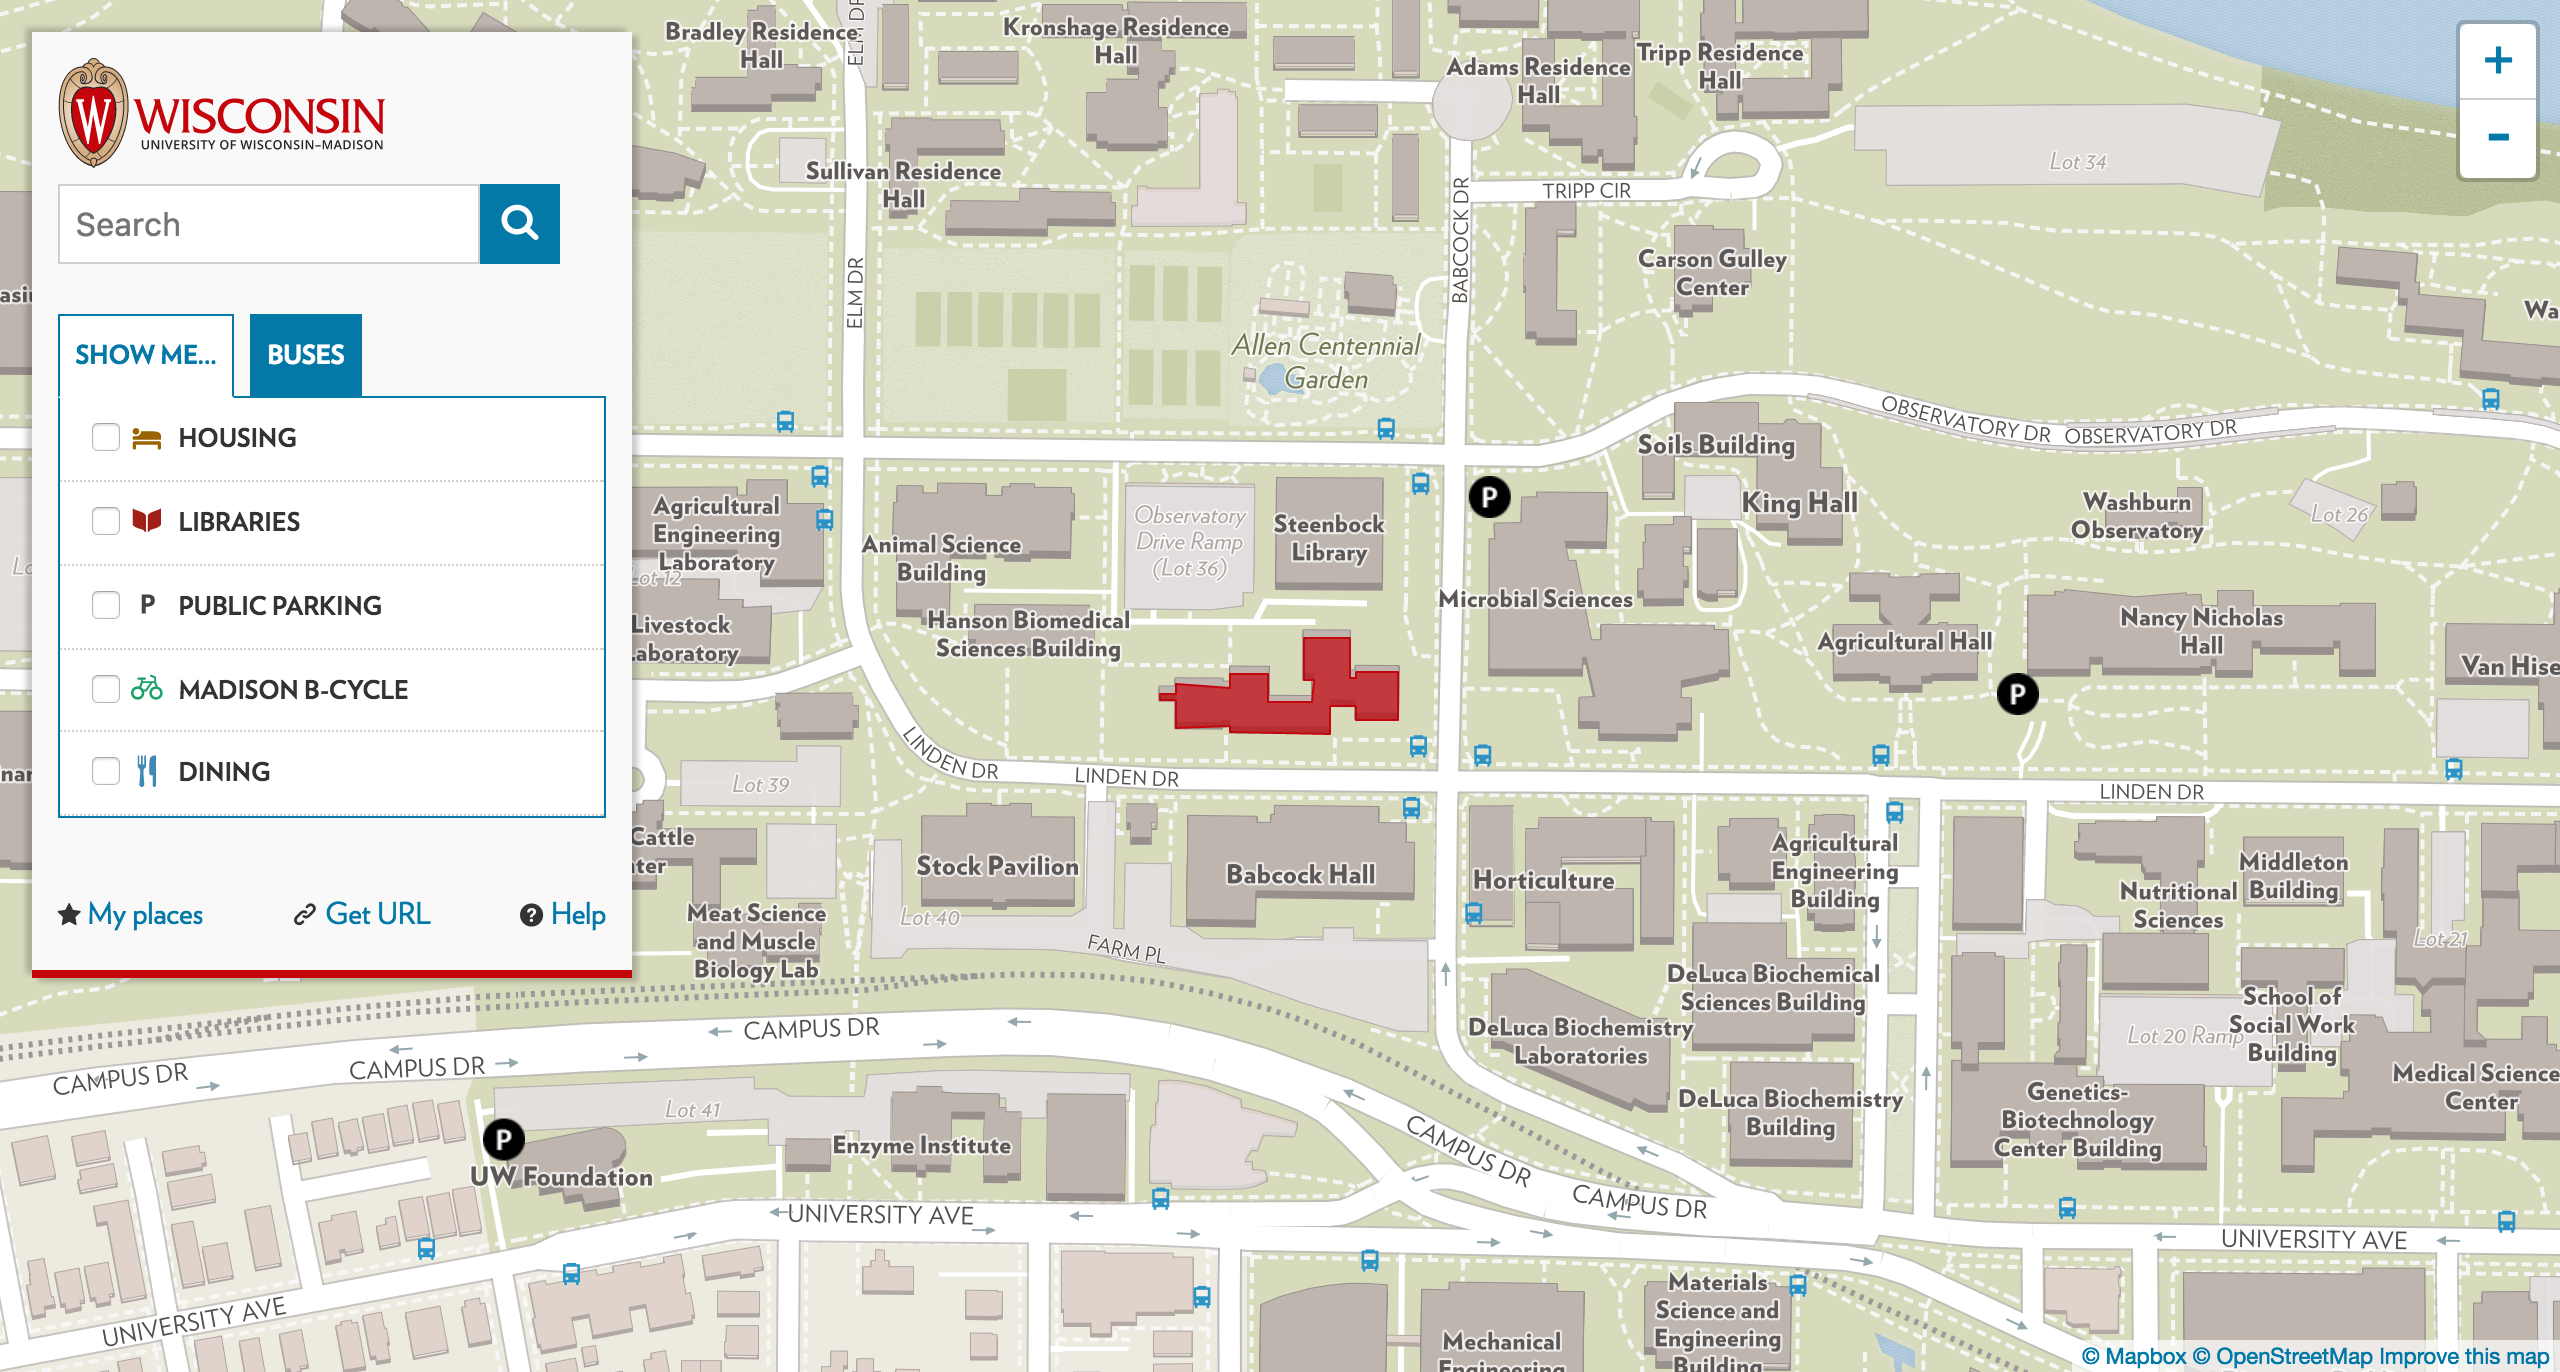 WISCONSIN
UNIVERSITY OF WISCONSIN–MADISON
Search
SHOW ME...
BUSES
HOUSING
LIBRARIES
P PUBLIC PARKING
MADISON B-CYCLE
DINING
My places
Get URL
? Help
+
-
Bradley Residence
Hall
ELM DR
Kronshage Residence
Hall
Adams Residence
Hall
Tripp Residence
Hall
Lot 34
Sullivan Residence
Hall
TRIPP CIR
BABCOCK DR
ELM DR
Carson Gulley
Center
Allen Centennial
Garden
OBSERVATORY DR
OBSERVATORY DR
Soils Building
King Hall
P
Agricultural
Engineering
Laboratory
Lot 12
Animal Science
Building
Observatory
Drive Ramp
(Lot 36)
Steenbock
Library
Washburn
Observatory
Lot 26
Microbial Sciences
Livestock
Laboratory
Hanson Biomedical
Sciences Building
Agricultural Hall
Nancy Nicholas
Hall
Van Hise
P
LINDEN DR
LINDEN DR
LINDEN DR
Lot 39
Cattle
Stock Pavilion
Babcock Hall
Horticulture
Agricultural
Engineering
Building
Nutritional
Sciences
Middleton
Building
Lot 21
Lot 40
FARM PL
Meat Science
and Muscle
Biology Lab
DeLuca Biochemical
Sciences Building
DeLuca Biochemistry
Laboratories
School of
Social Work
Building
Lot 20 Ramp
CAMPUS DR
CAMPUS DR
CAMPUS DR
Medical Science
Center
Genetics-
Biotechnology
Center Building
DeLuca Biochemistry
Building
Lot 41
P
UW Foundation
Enzyme Institute
CAMPUS DR
CAMPUS DR
UNIVERSITY AVE
UNIVERSITY AVE
UNIVERSITY AVE
Materials
Science and
Engineering
Building
Mechanical
Engineering
© Mapbox © OpenStreetMap Improve this map